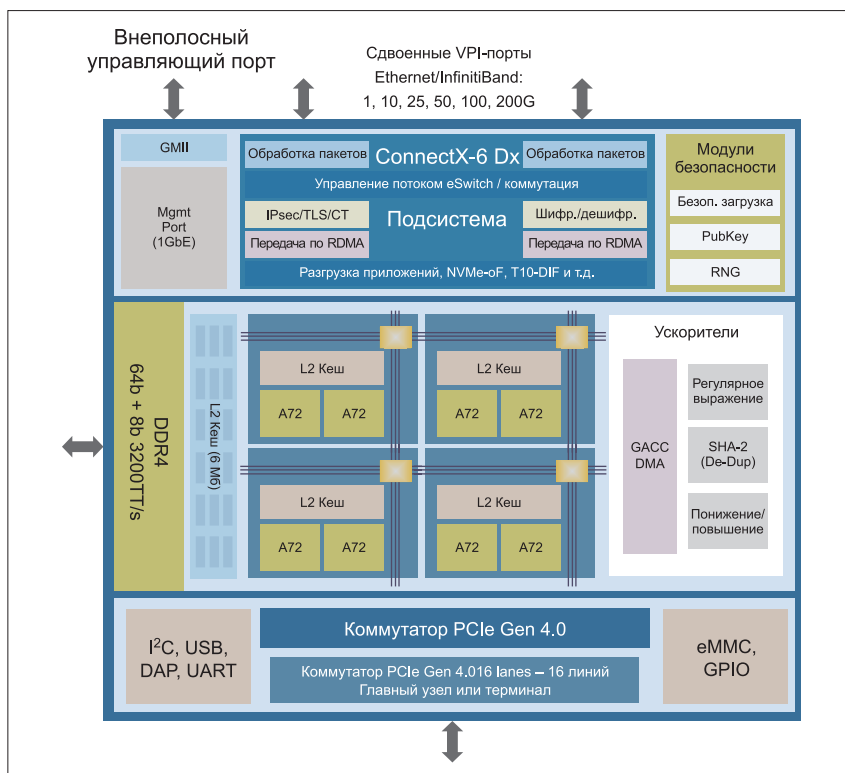 Внеполосный
управляющий порт
Сдвоенные VPI-порты
Ethernet/InfinitiBand:
1, 10, 25, 50, 100, 200G
GMII
Mgmt
Port
(1GbE)
Обработка пакетов
ConnectX-6 Dx
Обработка пакетов
Управление потоком eSwitch / коммутация
IPsec/TLS/CT
Подсистема
Шифр./дешифр.
Передача по RDMA
Передача по RDMA
Разгрузка приложений, NVMe-oF, T10-DIF и т.д.
Модули
безопасности
Безоп. загрузка
PubKey
RNG
DDR4
64b + 8b 3200TT/s
L2 Кеш (6 Мб)
L2 Кеш
A72
A72
L2 Кеш
A72
A72
L2 Кеш
A72
A72
L2 Кеш
A72
A72
Ускорители
GACC
DMA
Регулярное
выражение
SHA-2
(De-Dup)
Понижение/
повышение
I²C, USB,
DAP, UART
Коммутатор PCIe Gen 4.0
Коммутатор PCIe Gen 4.016 lanes – 16 линий
Главный узел или терминал
eMMC,
GPIO